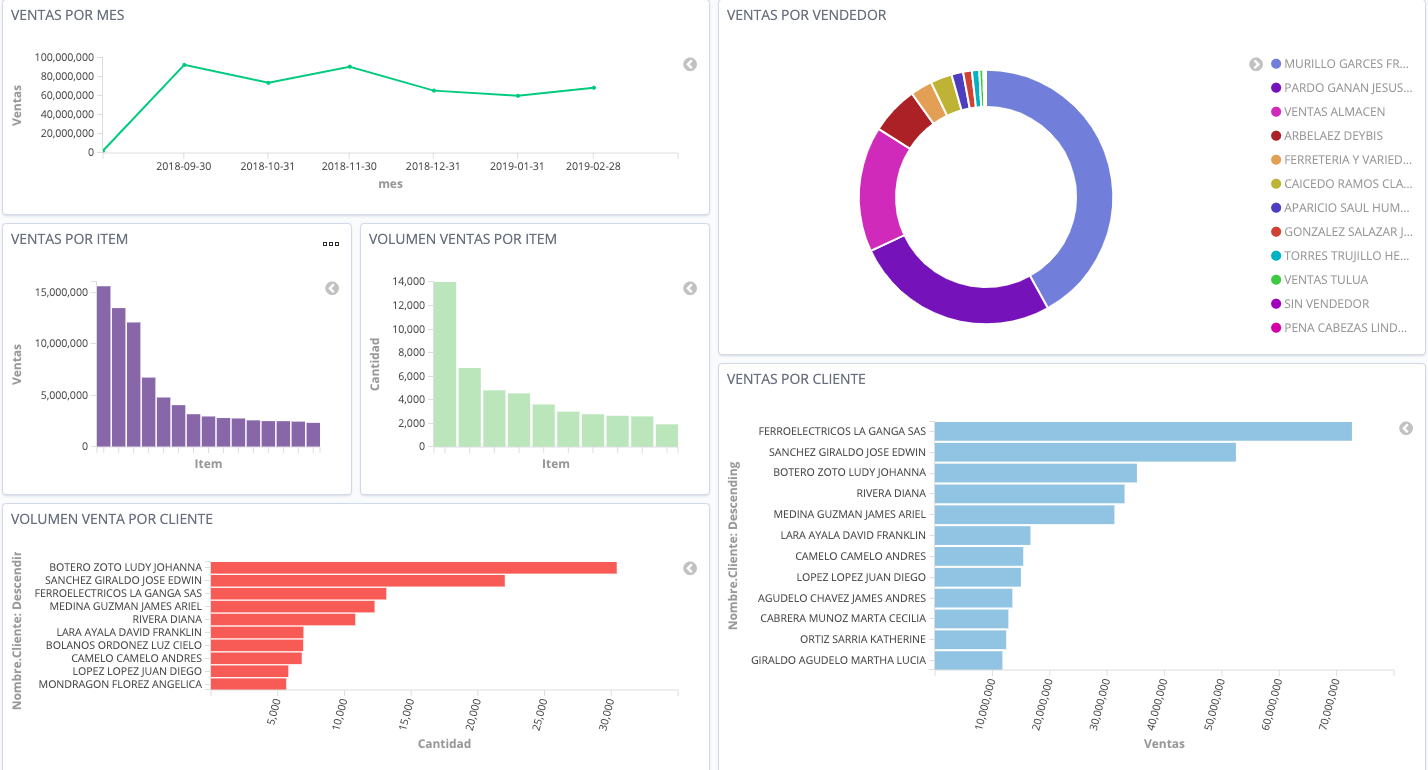 VENTAS POR MES
Ventas
100,000,000
80,000,000
60,000,000
40,000,000
20,000,000
0
2018-09-30
2018-10-31
2018-11-30
2018-12-31
2019-01-31
2019-02-28
mes
VENTAS POR VENDEDOR
MURILLO GARCES FR...
PARDO GANAN JESUS...
VENTAS ALMACEN
ARBELAEZ DEYBIS
FERRETERIA Y VARIED...
CAICEDO RAMOS CLA...
APARICIO SAUL HUM...
GONZALEZ SALAZAR J...
TORRES TRUJILLO HE...
VENTAS TULUA
SIN VENDEDOR
PENA CABEZAS LIND...
VENTAS POR ITEM
Ventas
15,000,000
10,000,000
5,000,000
0
Item
VOLUMEN VENTAS POR ITEM
Cantidad
14,000
12,000
10,000
8,000
6,000
4,000
2,000
0
Item
VENTAS POR CLIENTE
Nombre.Cliente: Descending
FERROELECTRICOS LA GANGA SAS
SANCHEZ GIRALDO JOSE EDWIN
BOTERO ZOTO LUDY JOHANNA
RIVERA DIANA
MEDINA GUZMAN JAMES ARIEL
LARA AYALA DAVID FRANKLIN
CAMELO CAMELO ANDRES
LOPEZ LOPEZ JUAN DIEGO
AGUDELO CHAVEZ JAMES ANDRES
CABRERA MUNOZ MARTA CECILIA
ORTIZ SARRIA KATHERINE
GIRALDO AGUDELO MARTHA LUCIA
10,000,000
20,000,000
30,000,000
40,000,000
50,000,000
60,000,000
70,000,000
Ventas
VOLUMEN VENTA POR CLIENTE
Nombre.Cliente: Descendir
BOTERO ZOTO LUDY JOHANNA
SANCHEZ GIRALDO JOSE EDWIN
FERROELECTRICOS LA GANGA SAS
MEDINA GUZMAN JAMES ARIEL
RIVERA DIANA
LARA AYALA DAVID FRANKLIN
BOLANOS ORDONEZ LUZ CIELO
CAMELO CAMELO ANDRES
LOPEZ LOPEZ JUAN DIEGO
MONDRAGON FLOREZ ANGELICA
5,000
10,000
15,000
20,000
25,000
30,000
Cantidad